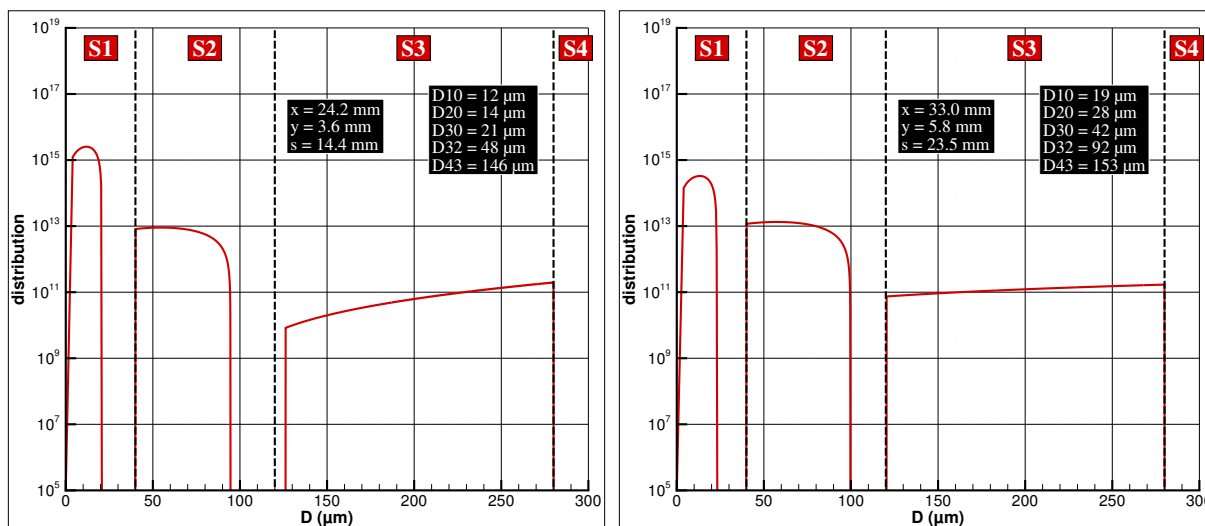 S1 S2 S3 S4
x = 24.2 mm
y = 3.6 mm
s = 14.4 mm
D10 = 12 µm
D20 = 14 µm
D30 = 21 µm
D32 = 48 µm
D43 = 146 µm
distribution
10^19
10^17
10^15
10^13
10^11
10^9
10^7
10^5
0 50 100 150 200 250 300
D (µm)
S1 S2 S3 S4
x = 33.0 mm
y = 5.8 mm
s = 23.5 mm
D10 = 19 µm
D20 = 28 µm
D30 = 42 µm
D32 = 92 µm
D43 = 153 µm
distribution
10^19
10^17
10^15
10^13
10^11
10^9
10^7
10^5
0 50 100 150 200 250 300
D (µm)